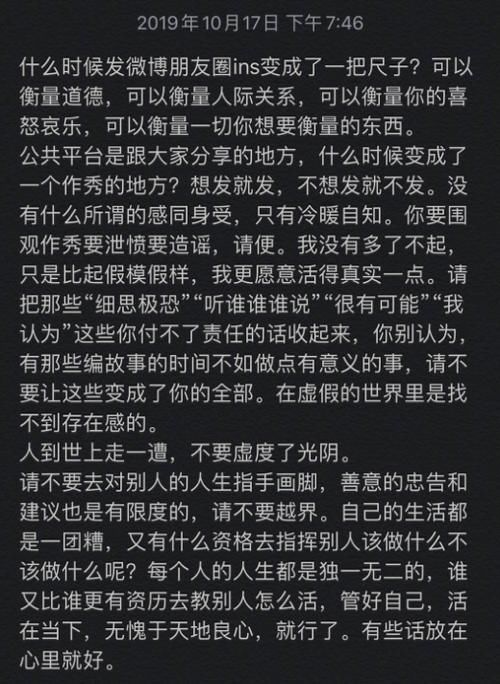 2019年10月17日 下午7:46
什么时候发微博朋友圈ins变成了一把尺子？可以
衡量道德，可以衡量人际关系，可以衡量你的喜
怒哀乐，可以衡量一切你想要衡量的东西。
公共平台是跟大家分享的地方，什么时候变成了
一个作秀的地方？想发就发，不想发就不发。没
有什么所谓的感同身受，只有冷暖自知。你要围
观作秀要泄愤要造谣，请便。我没有多了不起，
只是比起假模假样，我更愿意活得真实一点。请
把那些“细思极恐”“听谁谁谁说”“很有可能”“我
认为”这些你付不了责任的话收起来，你别认为，
有那些编故事的时间不如做点有意义的事，请不
要让这些变成了你的全部。在虚假的世界里是找
不到存在感的。
人到世上走一遭，不要虚度了光阴。
请不要去对别人的人生指手画脚，善意的忠告和
建议也是有限度的，请不要越界。自己的生活都
是一团糟，又有什么资格去指挥别人该做什么不
该做什么呢？每个人的人生都是独一无二的，谁
又比谁更有资历去教别人怎么活，管好自己，活
在当下，无愧于天地良心，就行了。有些话放在
心里就好。